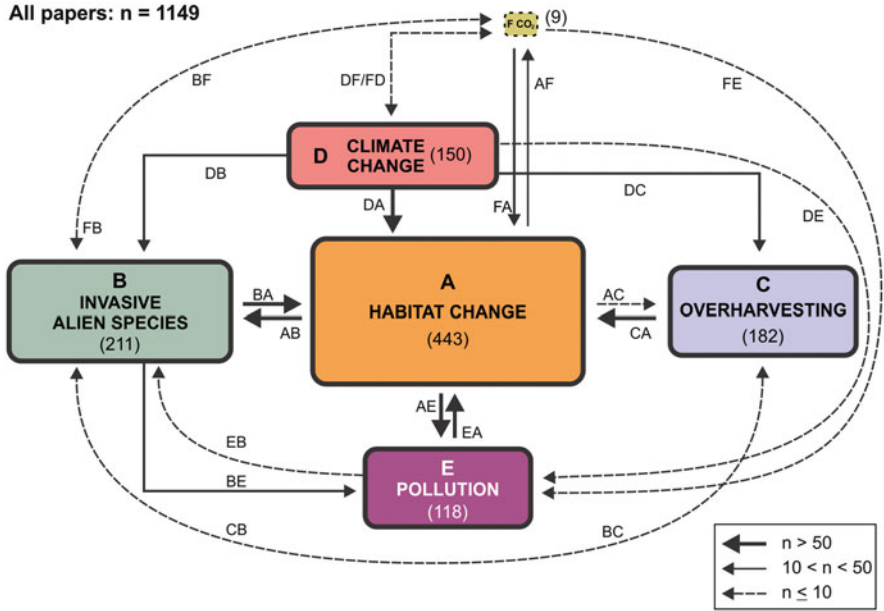 All papers: n = 1149
F CO₂ (9)
BF
DF/FD
AF
FE
D CLIMATE CHANGE (150)
DB
DA
FA
DC
DE
FB
B
INVASIVE
ALIEN SPECIES
(211)
BA
AB
A
HABITAT CHANGE
(443)
AC
CA
C
OVERHARVESTING
(182)
AE
EA
EB
BE
E
POLLUTION
(118)
CB
BC
n > 50
10 < n < 50
n ≤ 10